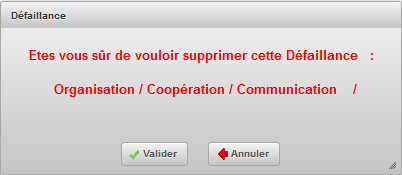 Défaillance
Etes vous sûr de vouloir supprimer cette Défaillance :
Organisation / Coopération / Communication /
Valider Annuler